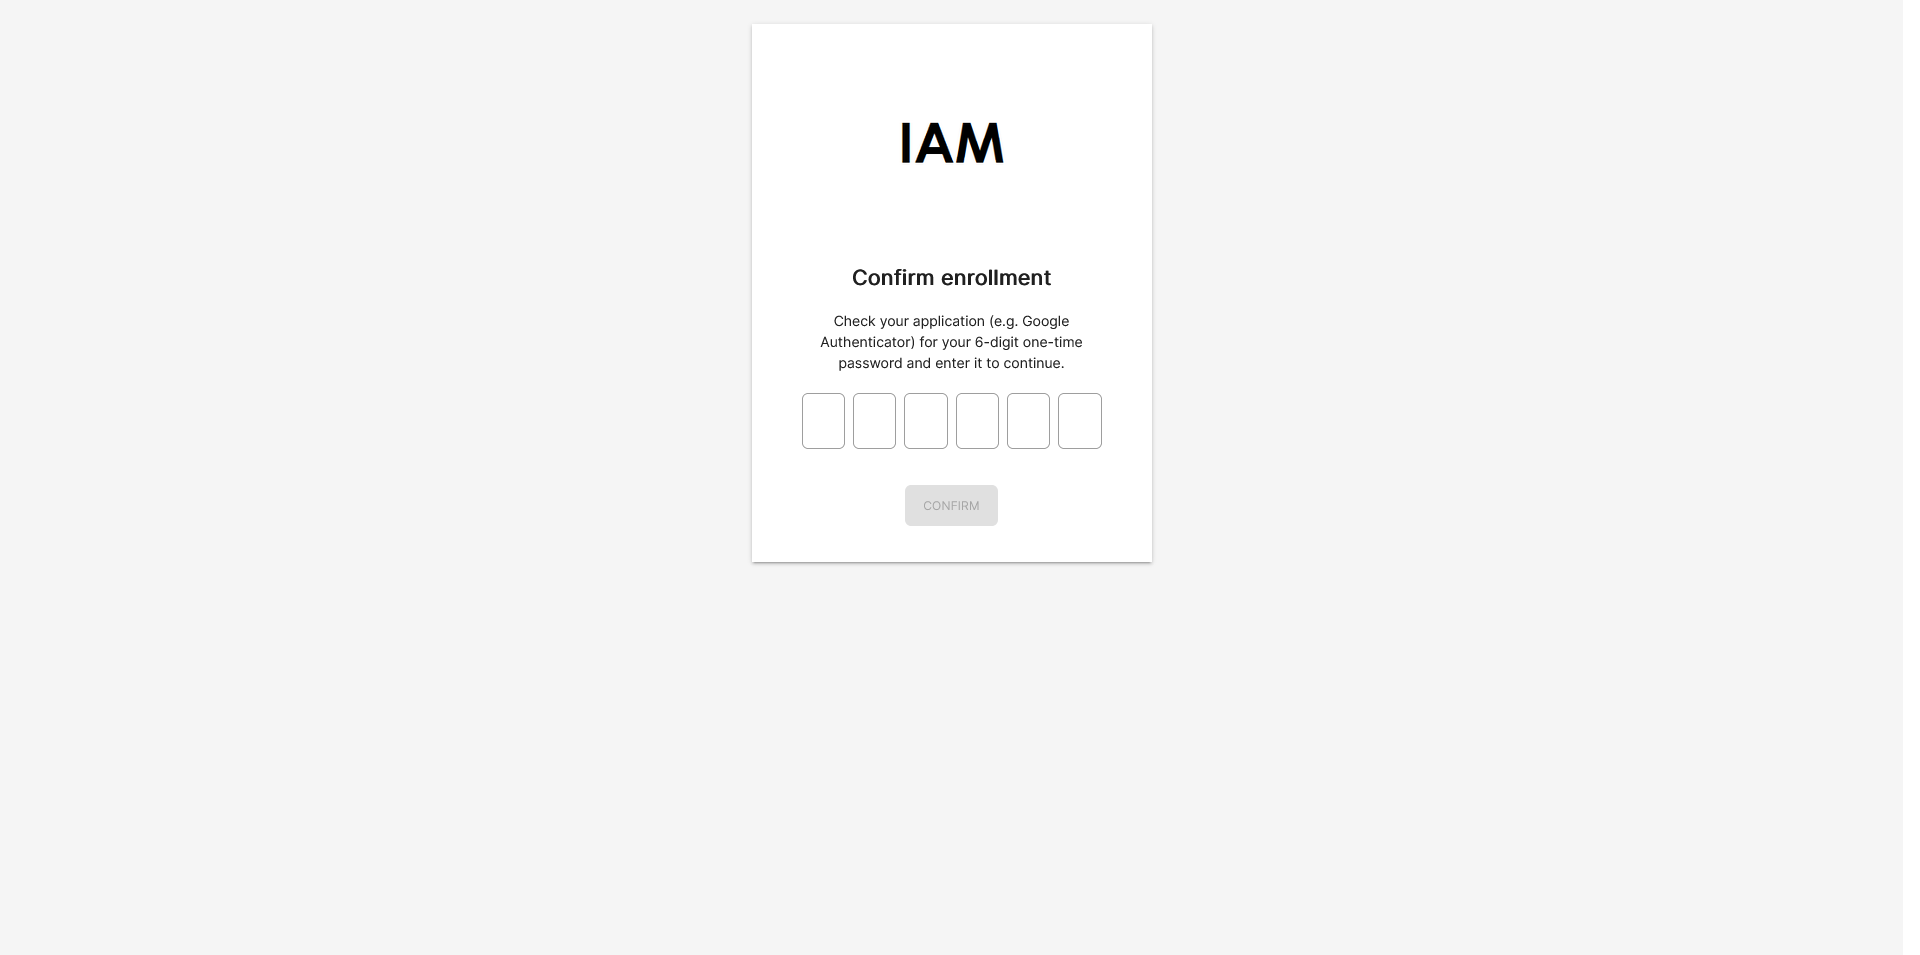 IAM
Confirm enrollment
Check your application (e.g. Google
Authenticator) for your 6-digit one-time
password and enter it to continue.
CONFIRM